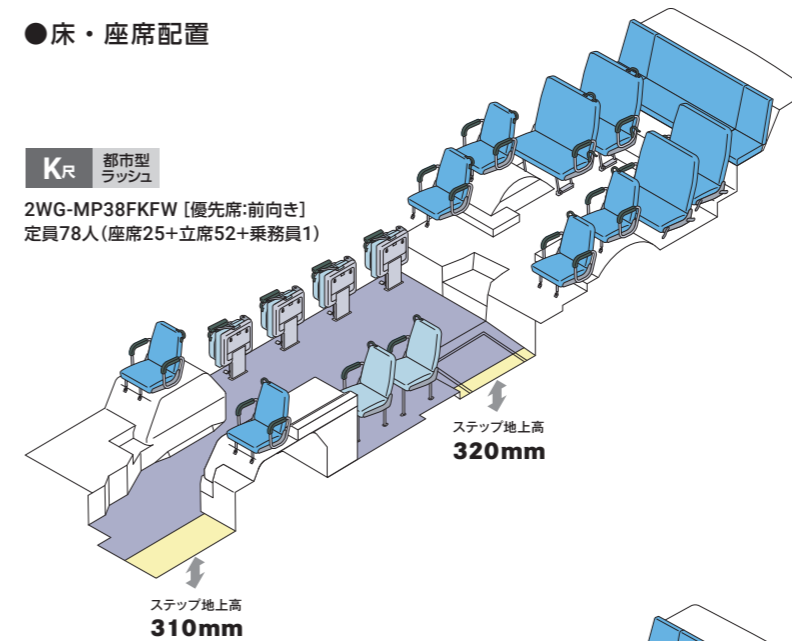 ●床・座席配置
K尺
都市型
ラッシュ
2WG-MP38FKFW [優先席:前向き]
定員78人(座席25+立席52+乗務員1)
ステップ地上高
320mm
ステップ地上高
310mm